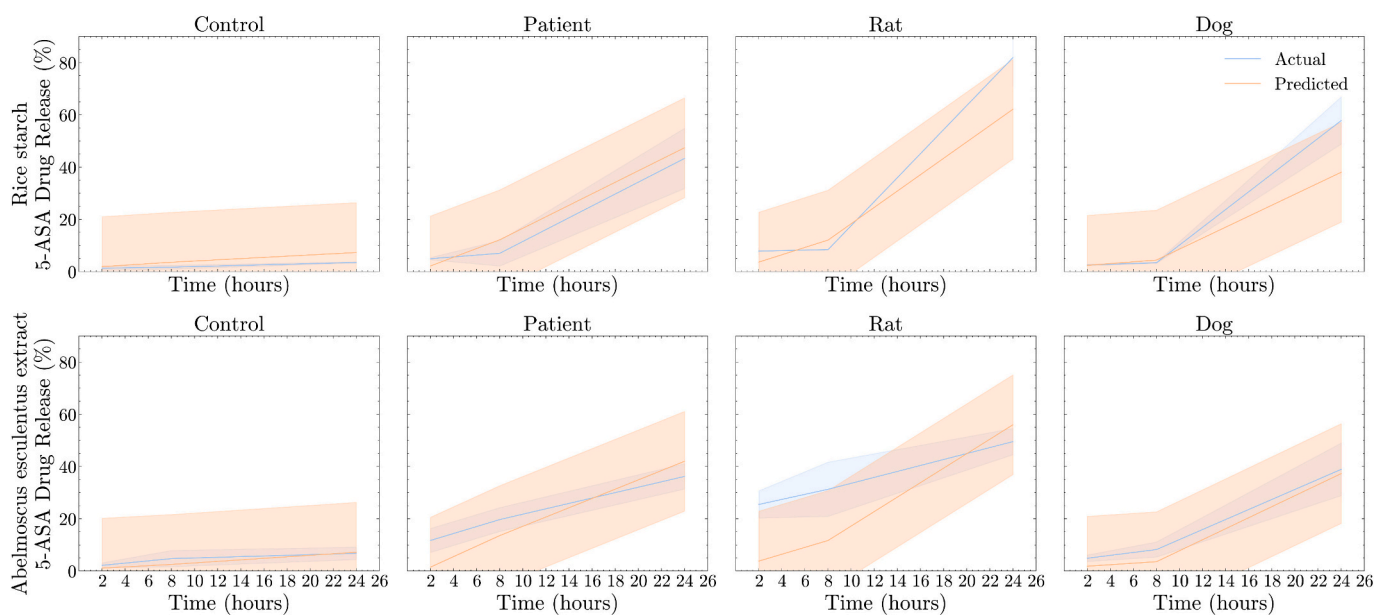 Control
Patient
Rat
Dog
Rice starch
5-ASA Drug Release (%)
80
60
40
20
0
Actual
Predicted
Time (hours)
Time (hours)
Time (hours)
Time (hours)
Control
Patient
Rat
Dog
Abelmoscus esculentus extract
5-ASA Drug Release (%)
80
60
40
20
0
2 4 6 8 10 12 14 16 18 20 22 24 26
2 4 6 8 10 12 14 16 18 20 22 24 26
2 4 6 8 10 12 14 16 18 20 22 24 26
2 4 6 8 10 12 14 16 18 20 22 24 26
Time (hours)
Time (hours)
Time (hours)
Time (hours)